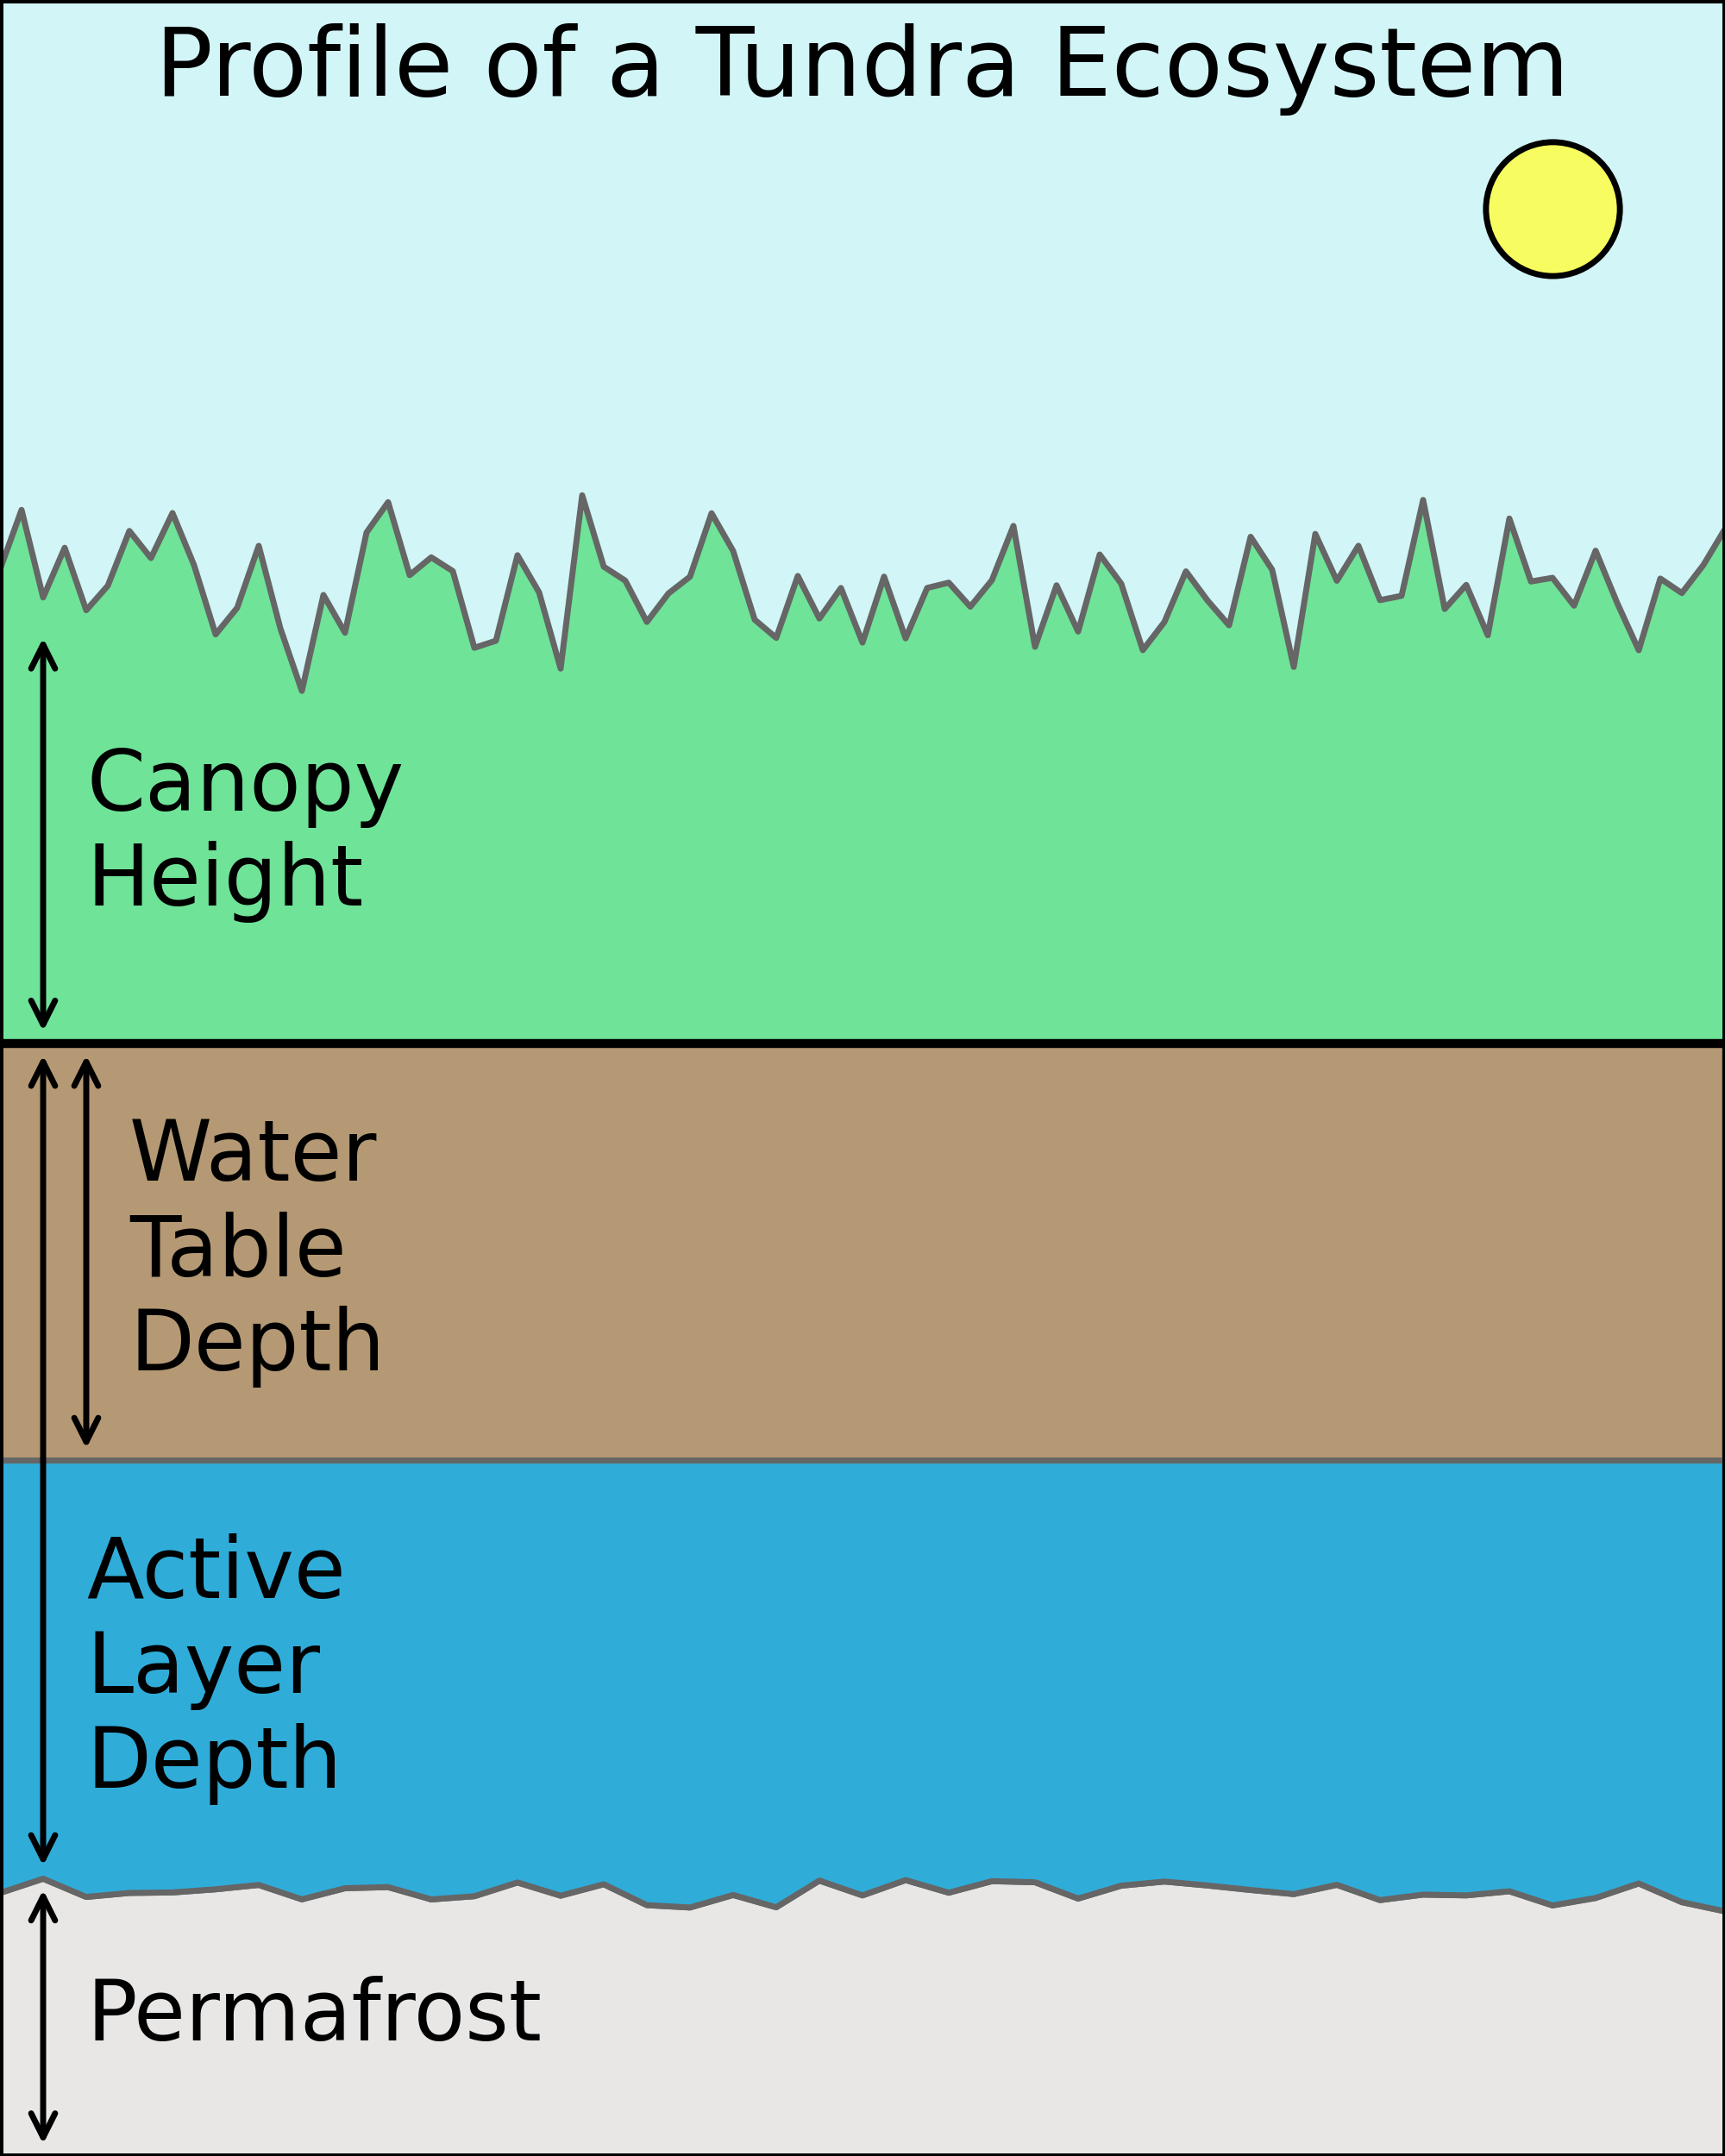 Profile of a Tundra Ecosystem
Canopy
Height
Water
Table
Depth
Active
Layer
Depth
Permafrost